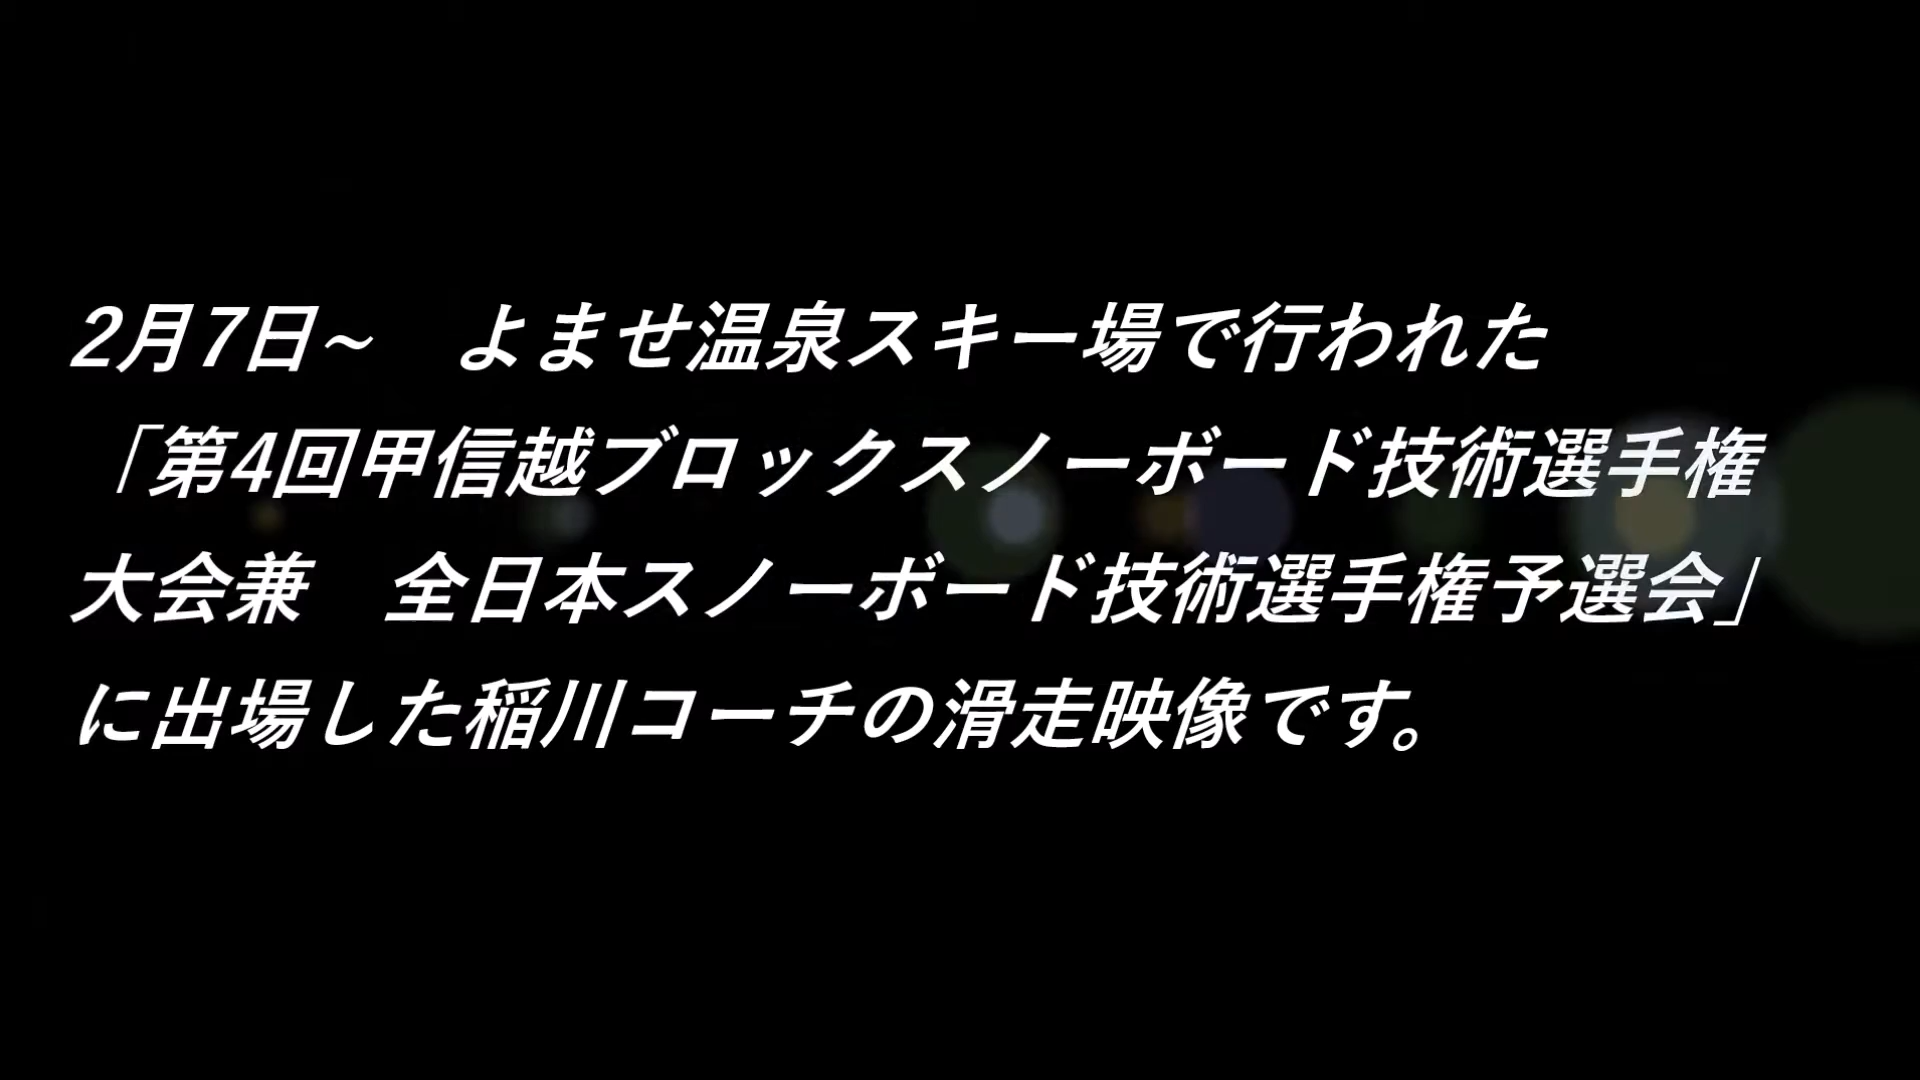 2月7日~　よませ温泉スキー場で行われた
「第4回甲信越ブロックスノーボード技術選手権
大会兼　全日本スノーボード技術選手権予選会」
に出場した稲川コーチの滑走映像です。